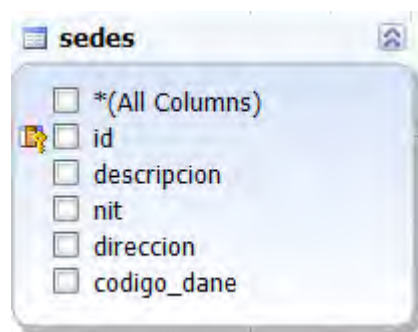 sedes
*(All Columns)
id
descripcion
nit
direccion
codigo_dane